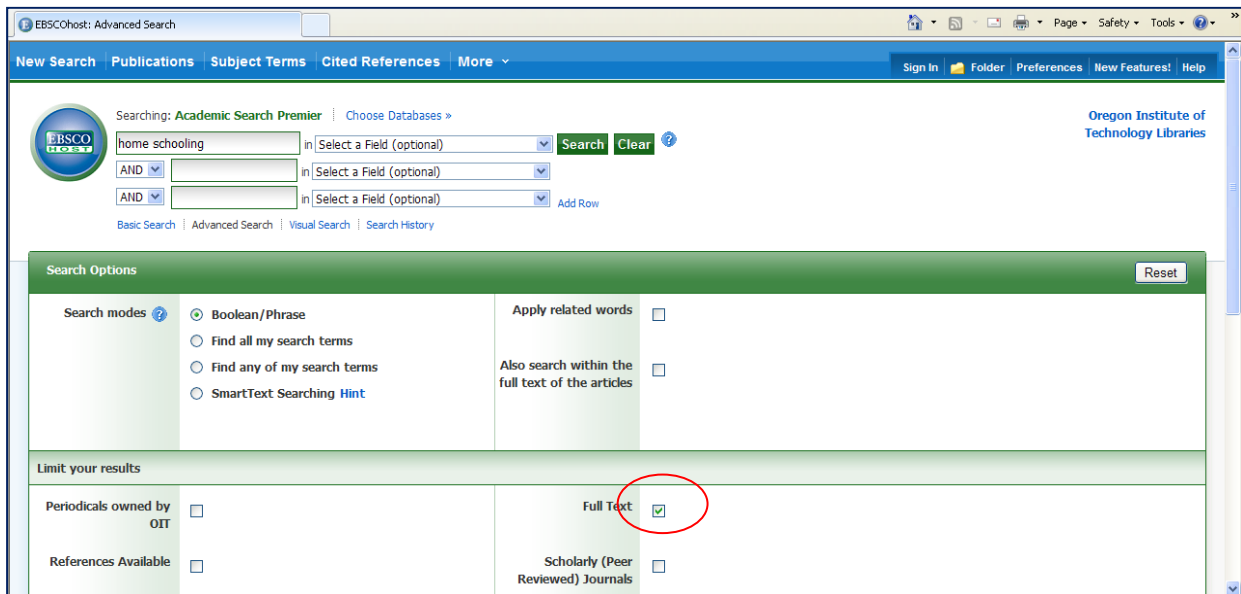 EBSCOhost: Advanced Search
Page Safety Tools
New Search Publications Subject Terms Cited References More
Sign In Folder Preferences New Features! Help
Searching: Academic Search Premier Choose Databases »
Oregon Institute of
Technology Libraries
EBSCO
HOST
home schooling in Select a Field (optional) Search Clear
AND in Select a Field (optional)
AND in Select a Field (optional) Add Row
Basic Search Advanced Search Visual Search Search History
Search Options Reset
Search modes ? Boolean/Phrase
Find all my search terms
Find any of my search terms
SmartText Searching Hint
Apply related words
Also search within the
full text of the articles
Limit your results
Periodicals owned by
OIT
Full Text
References Available
Scholarly (Peer
Reviewed) Journals